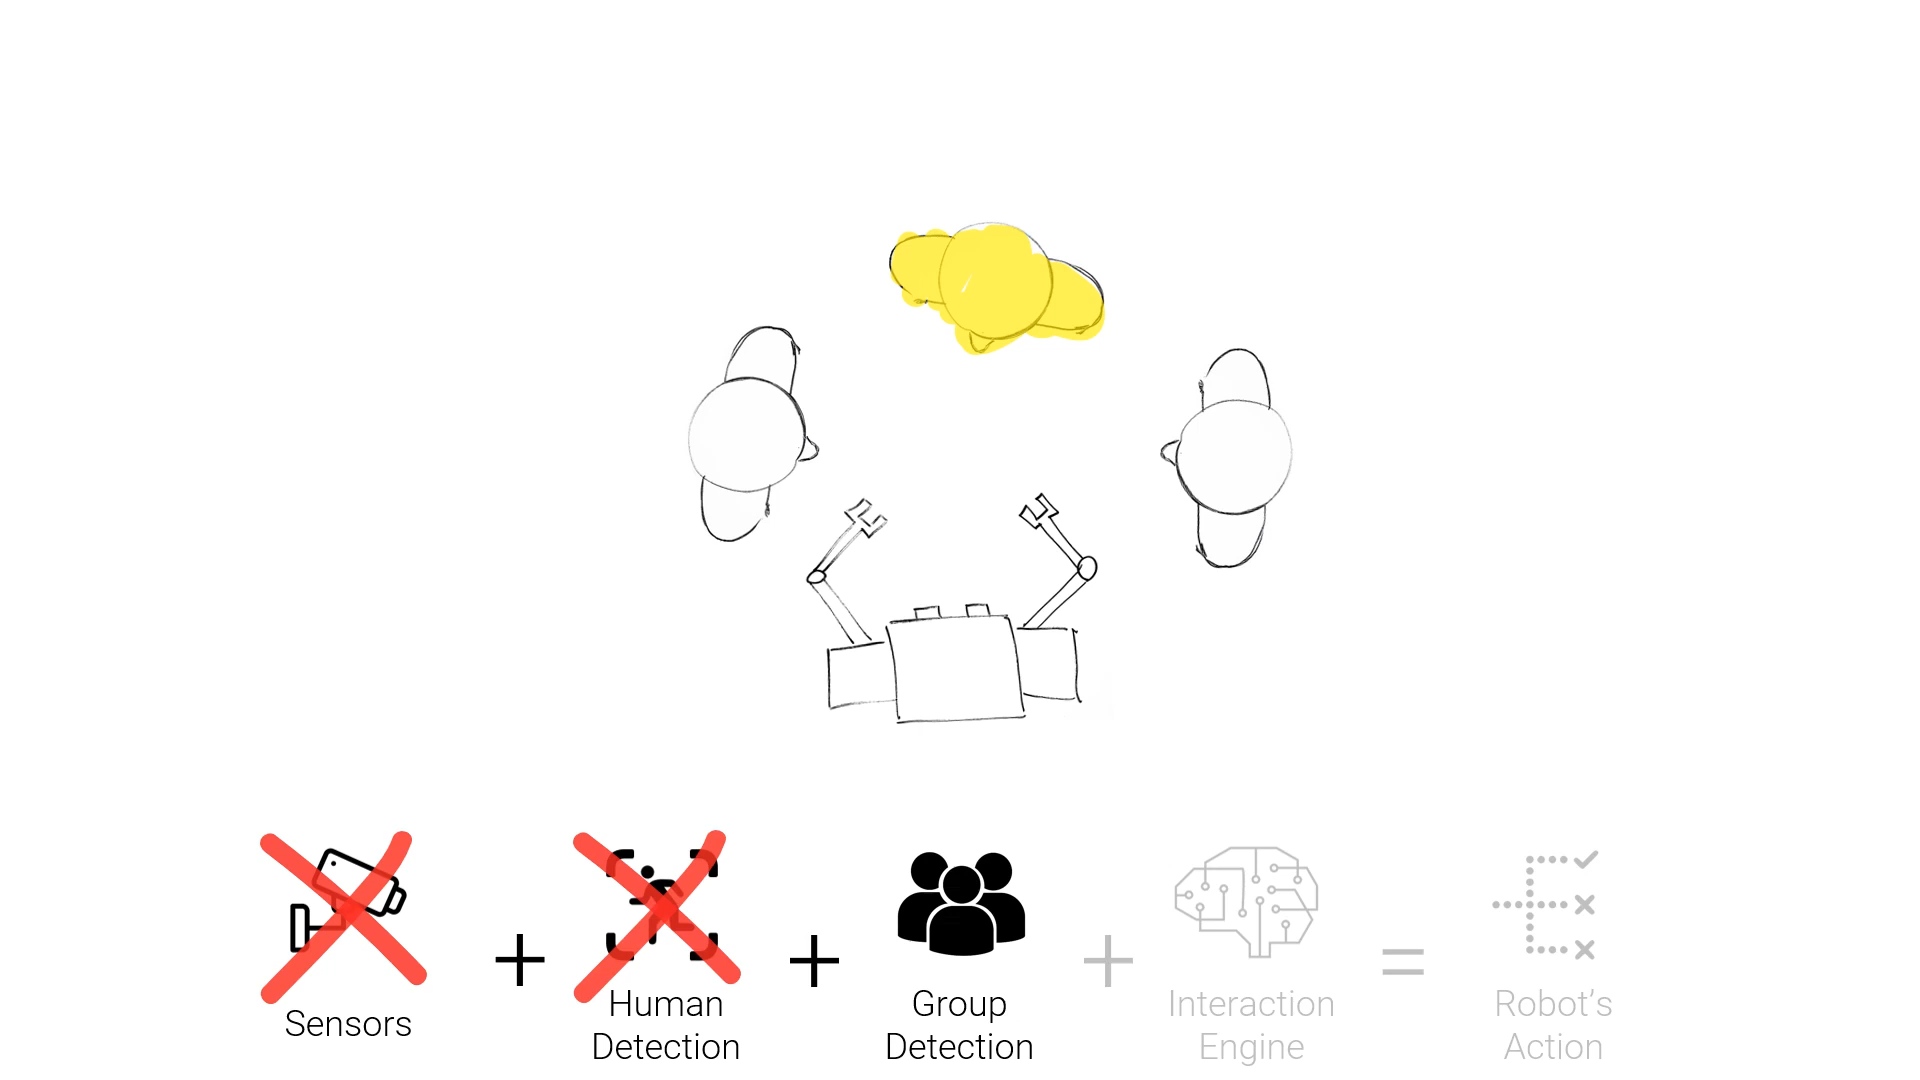 Sensors
+
Human
Detection
+
Group
Detection
+
Interaction
Engine
=
Robot's
Action